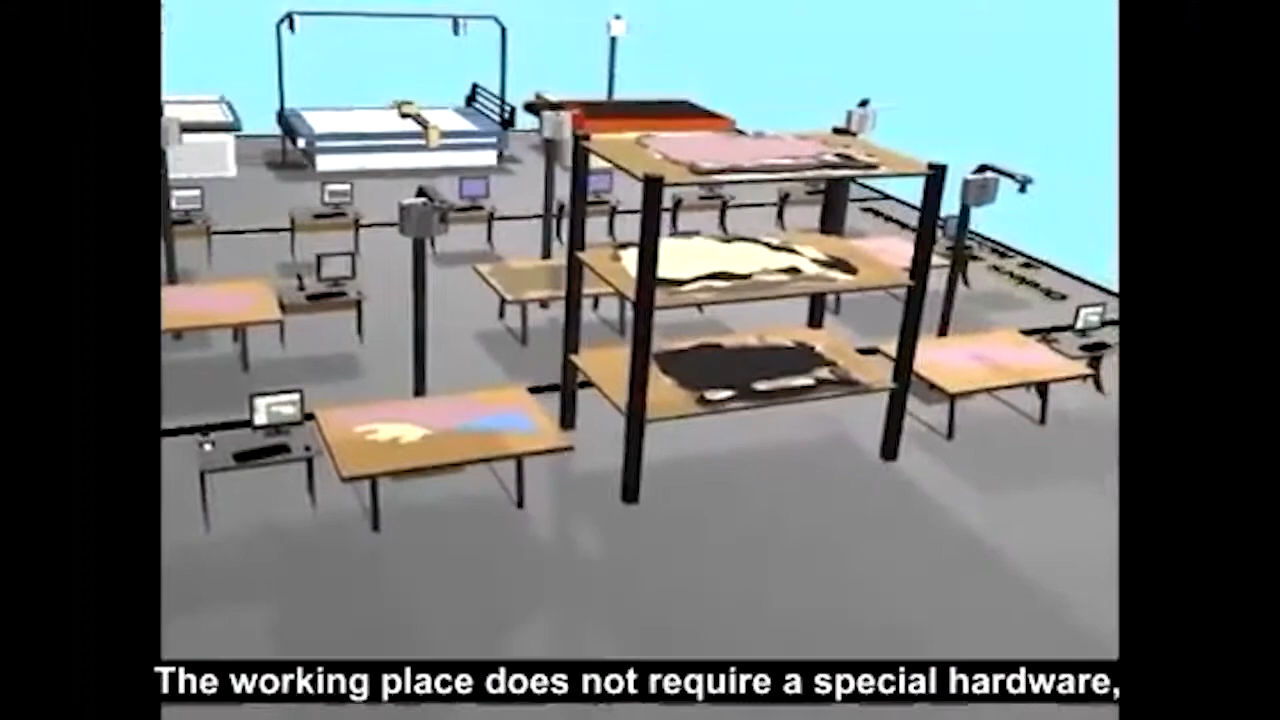 The working place does not require a special hardware,